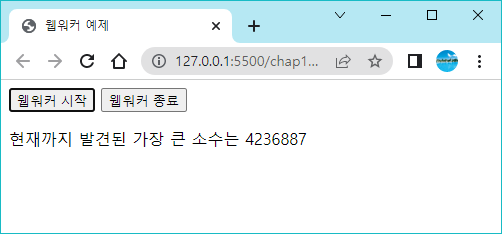 웹워커 예제
127.0.0.1:5500/chap1...
웹워커 시작 웹워커 종료
현재까지 발견된 가장 큰 소수는 4236887